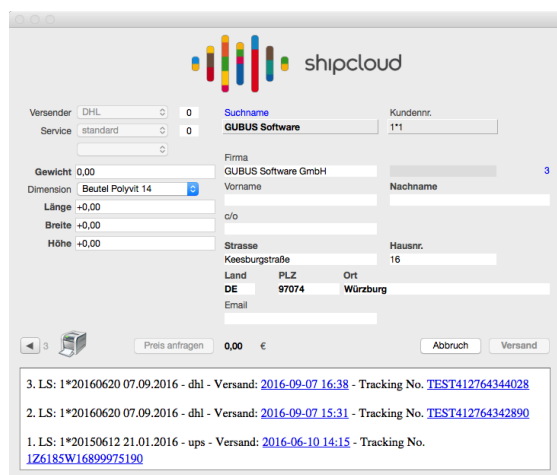 shipcloud
Versender DHL 0
Service standard 0
Suchname Kundennr.
GUBUS Software 1*1
Firma
Gewicht 0,00 GUBUS Software GmbH 3
Dimension Beutel Polyvit 14 Vorname Nachname
Länge +0,00
Breite +0,00 c/o
Höhe +0,00 Strasse Hausnr.
Keesburgstraße 16
Land PLZ Ort
DE 97074 Würzburg
Email
3 Preis anfragen 0,00 € Abbruch Versand
3. LS: 1*20160620 07.09.2016 - dhl - Versand: 2016-09-07 16:38 - Tracking No. TEST412764344028
2. LS: 1*20160620 07.09.2016 - dhl - Versand: 2016-09-07 15:31 - Tracking No. TEST412764342890
1. LS: 1*20150612 21.01.2016 - ups - Versand: 2016-06-10 14:15 - Tracking No.
1Z6185W16899975190